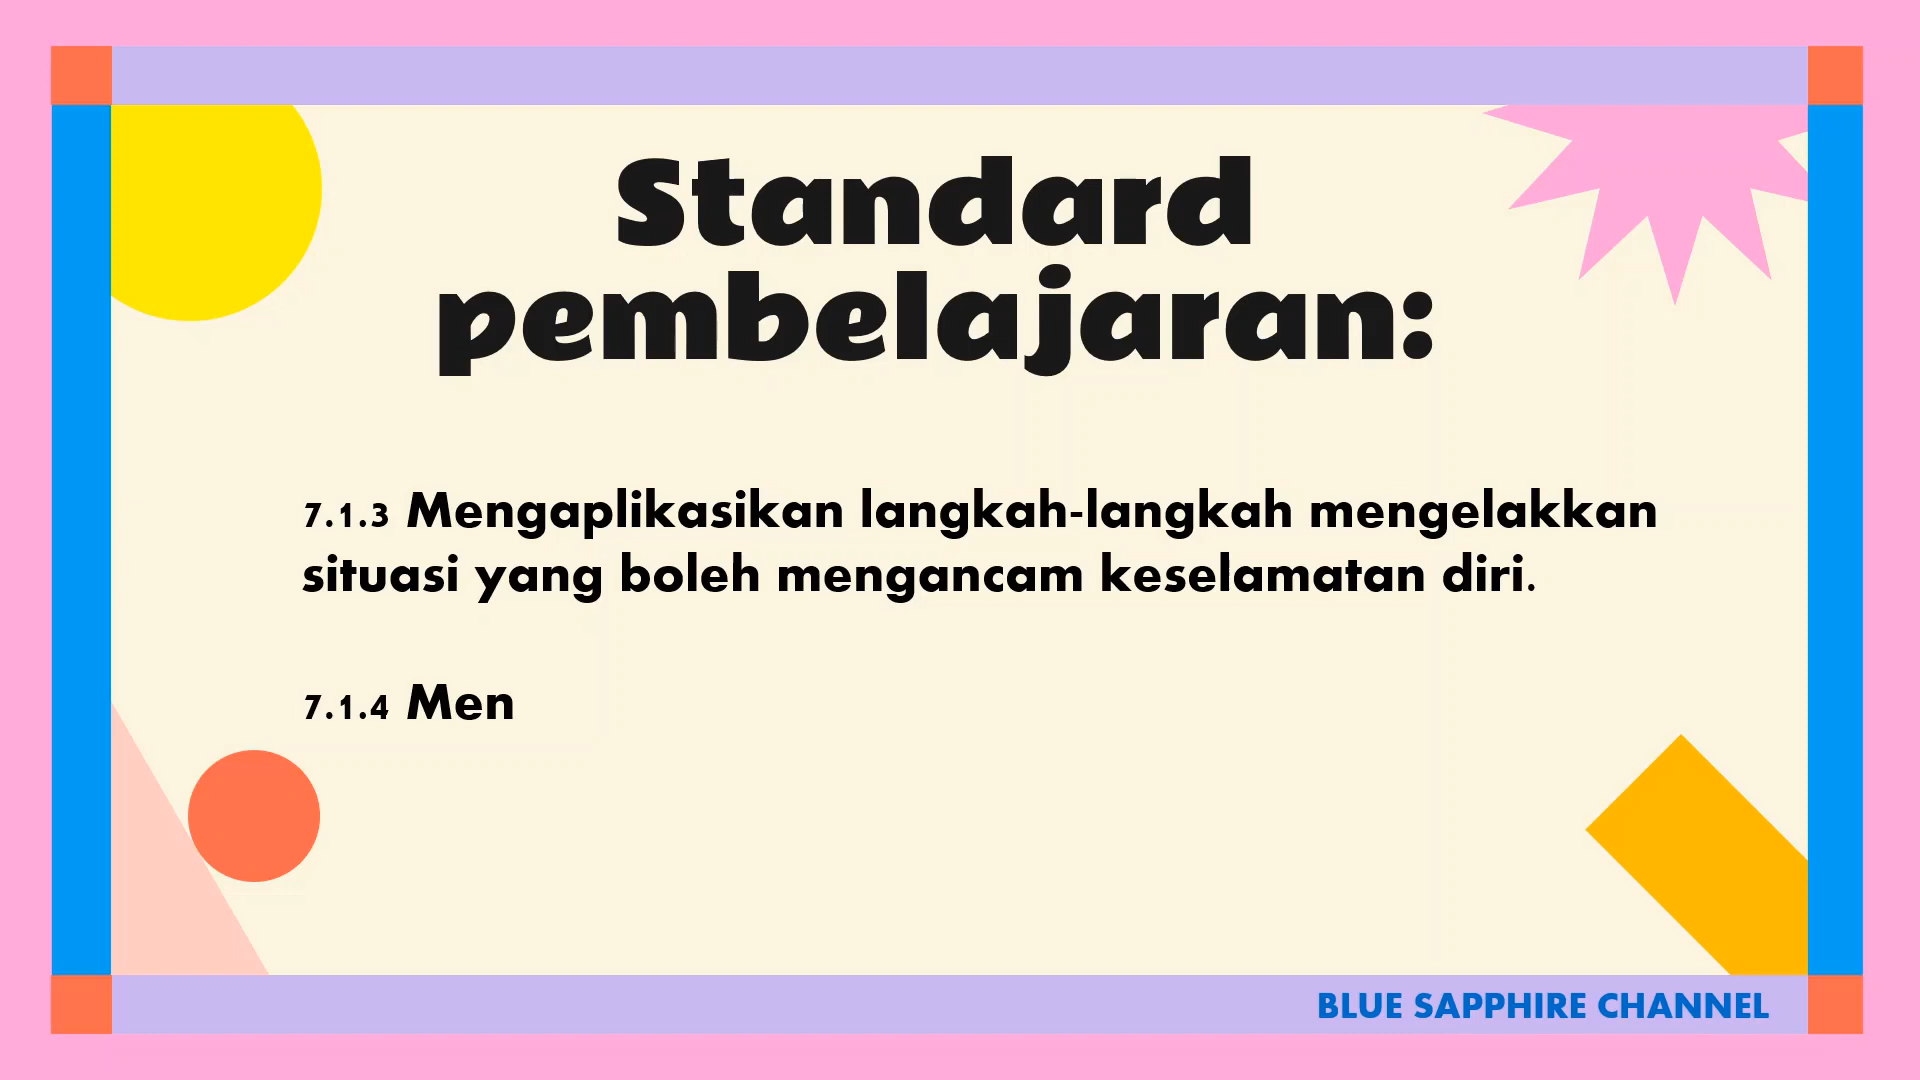 Standard
pembelajaran:
7.1.3 Mengaplikasikan langkah-langkah mengelakkan
situasi yang boleh mengancam keselamatan diri.
7.1.4 Men
BLUE SAPPHIRE CHANNEL